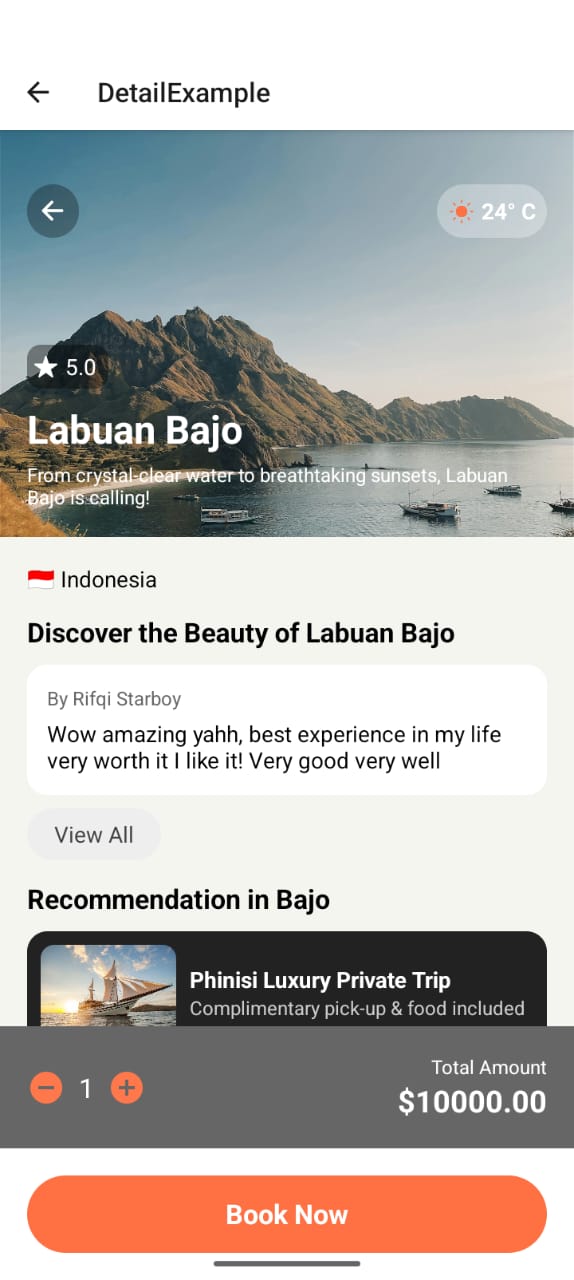 DetailExample
24° C
5.0
Labuan Bajo
From crystal-clear water to breathtaking sunsets, Labuan
Bajo is calling!
Indonesia
Discover the Beauty of Labuan Bajo
By Rifqi Starboy
Wow amazing yahh, best experience in my life
very worth it I like it! Very good very well
View All
Recommendation in Bajo
Phinisi Luxury Private Trip
Complimentary pick-up & food included
1
Total Amount
$10000.00
Book Now